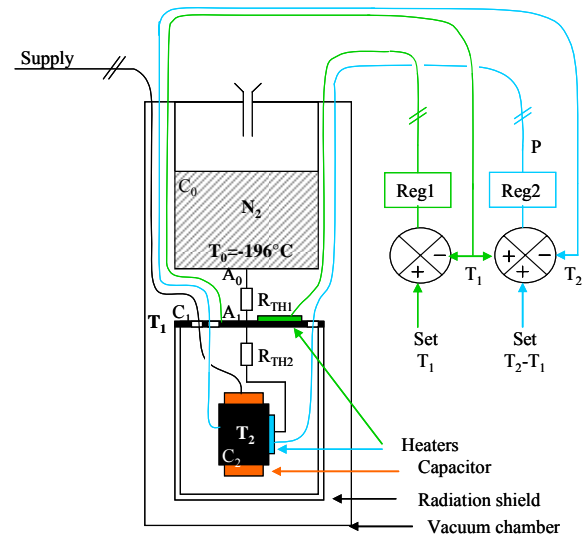 Supply
P
C0
N2
T0=-196°C
Reg1
Reg2
+
−
+
+
−
+
A0
T1
T2
RTH1
T1
C1
A1
Set
T1
Set
T2-T1
RTH2
T2
C2
Heaters
Capacitor
Radiation shield
Vacuum chamber